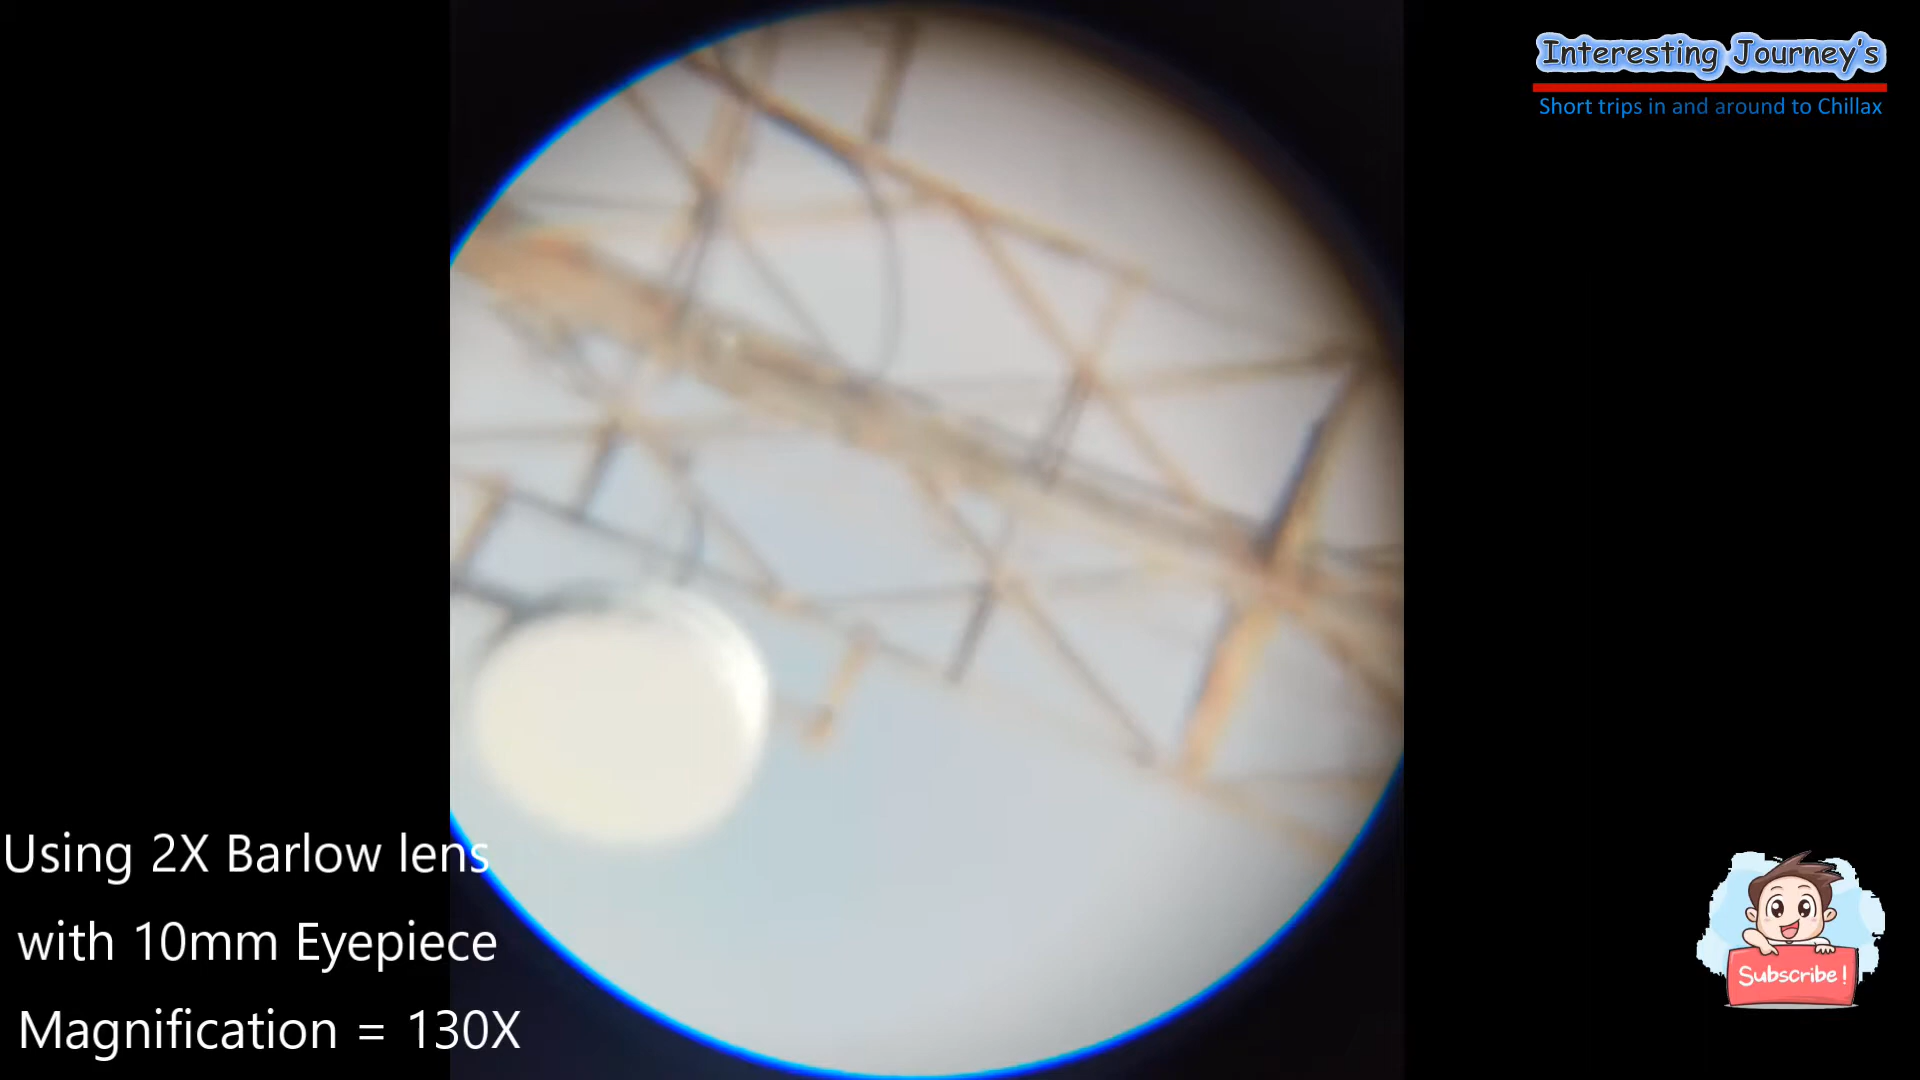 Interesting Journey's
Short trips in and around to Chillax
Using 2X Barlow lens
with 10mm Eyepiece
Magnification = 130X
Subscribe!